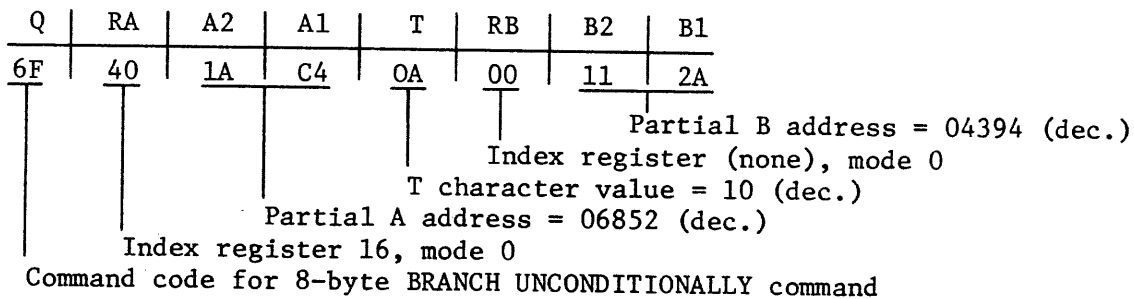 Q | RA | A2 | A1 | T | RB | B2 | B1
6F | 40 | 1A | C4 | 0A | 00 | 11 | 2A
Partial B address = 04394 (dec.)
Index register (none), mode 0
T character value = 10 (dec.)
Partial A address = 06852 (dec.)
Index register 16, mode 0
Command code for 8-byte BRANCH UNCONDITIONALLY command